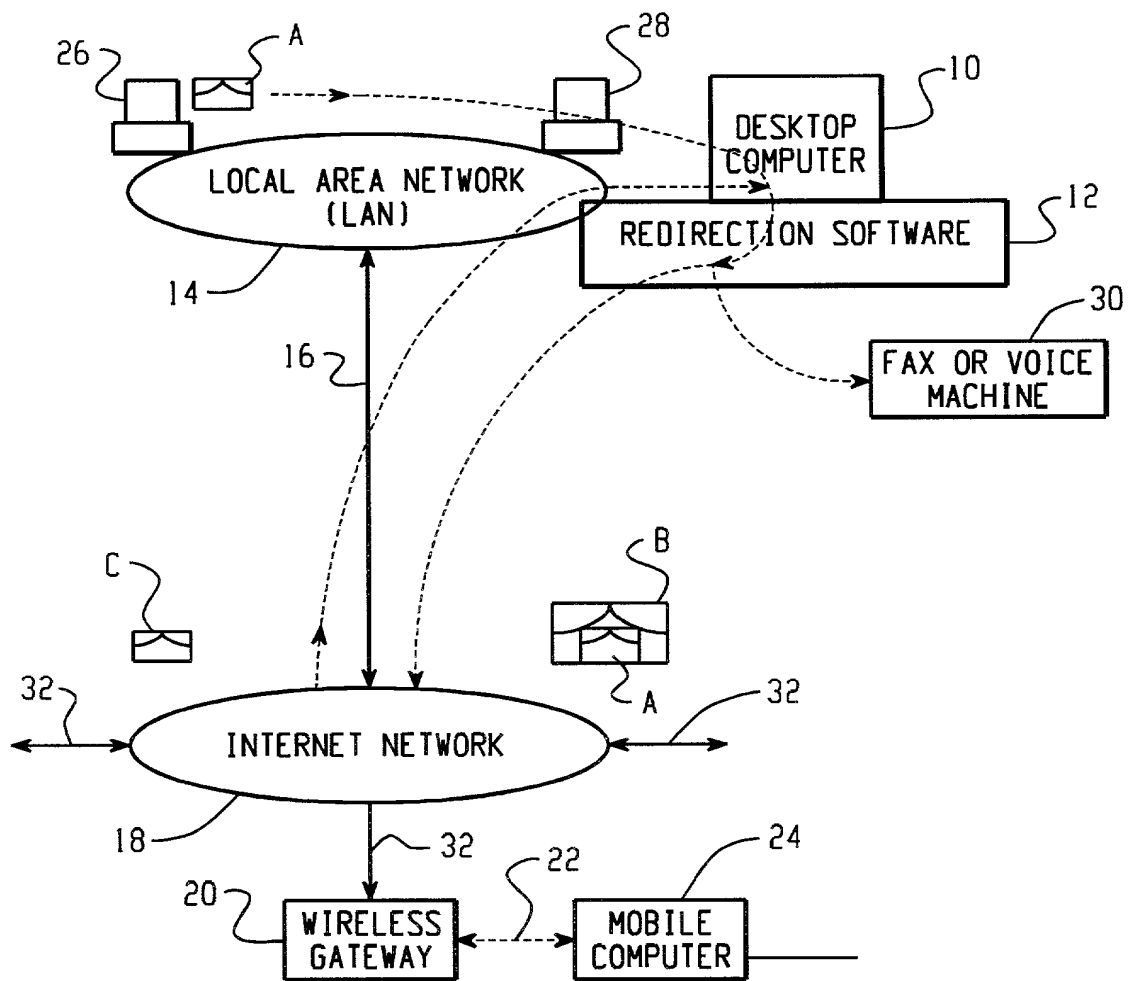 26
A
28
10
DESKTOP
COMPUTER
LOCAL AREA NETWORK
(LAN)
12
REDIRECTION SOFTWARE
14
30
16
FAX OR VOICE
MACHINE
B
C
A
32
32
INTERNET NETWORK
18
32
22
24
20
WIRELESS
GATEWAY
MOBILE
COMPUTER